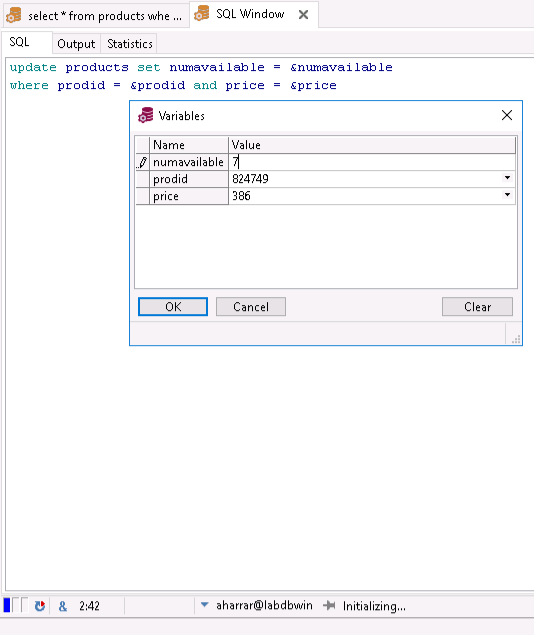 select * from products whe ...
SQL Window
SQL
Output
Statistics
update products set numavailable = &numavailable
where prodid = &prodid and price = &price
Variables
Name Value
numavailable 7
prodid 824749
price 386
OK
Cancel
Clear
& 2:42
aharrar@labdbwin
Initializing...